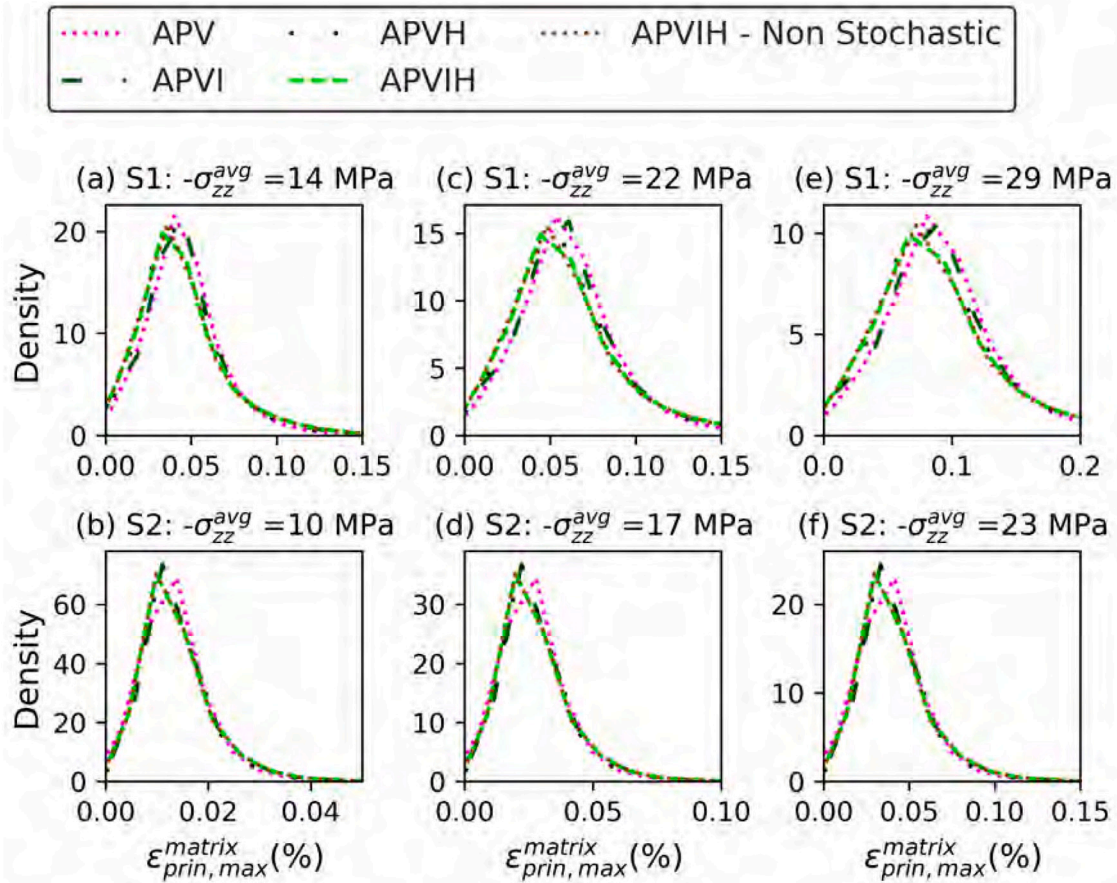 APV APVH APVIH - Non Stochastic
APVI APVIH
(a) S1: -σ_zz^avg =14 MPa (c) S1: -σ_zz^avg =22 MPa (e) S1: -σ_zz^avg =29 MPa
20
10
0
15
10
5
0
10
5
0
Density
0.00 0.05 0.10 0.15 0.00 0.05 0.10 0.15 0.0 0.1 0.2
(b) S2: -σ_zz^avg =10 MPa (d) S2: -σ_zz^avg =17 MPa (f) S2: -σ_zz^avg =23 MPa
60
40
20
0
30
20
10
0
20
10
0
Density
0.00 0.02 0.04 0.00 0.05 0.10 0.00 0.05 0.10 0.15
ε_prin,max^matrix(%) ε_prin,max^matrix(%) ε_prin,max^matrix(%)